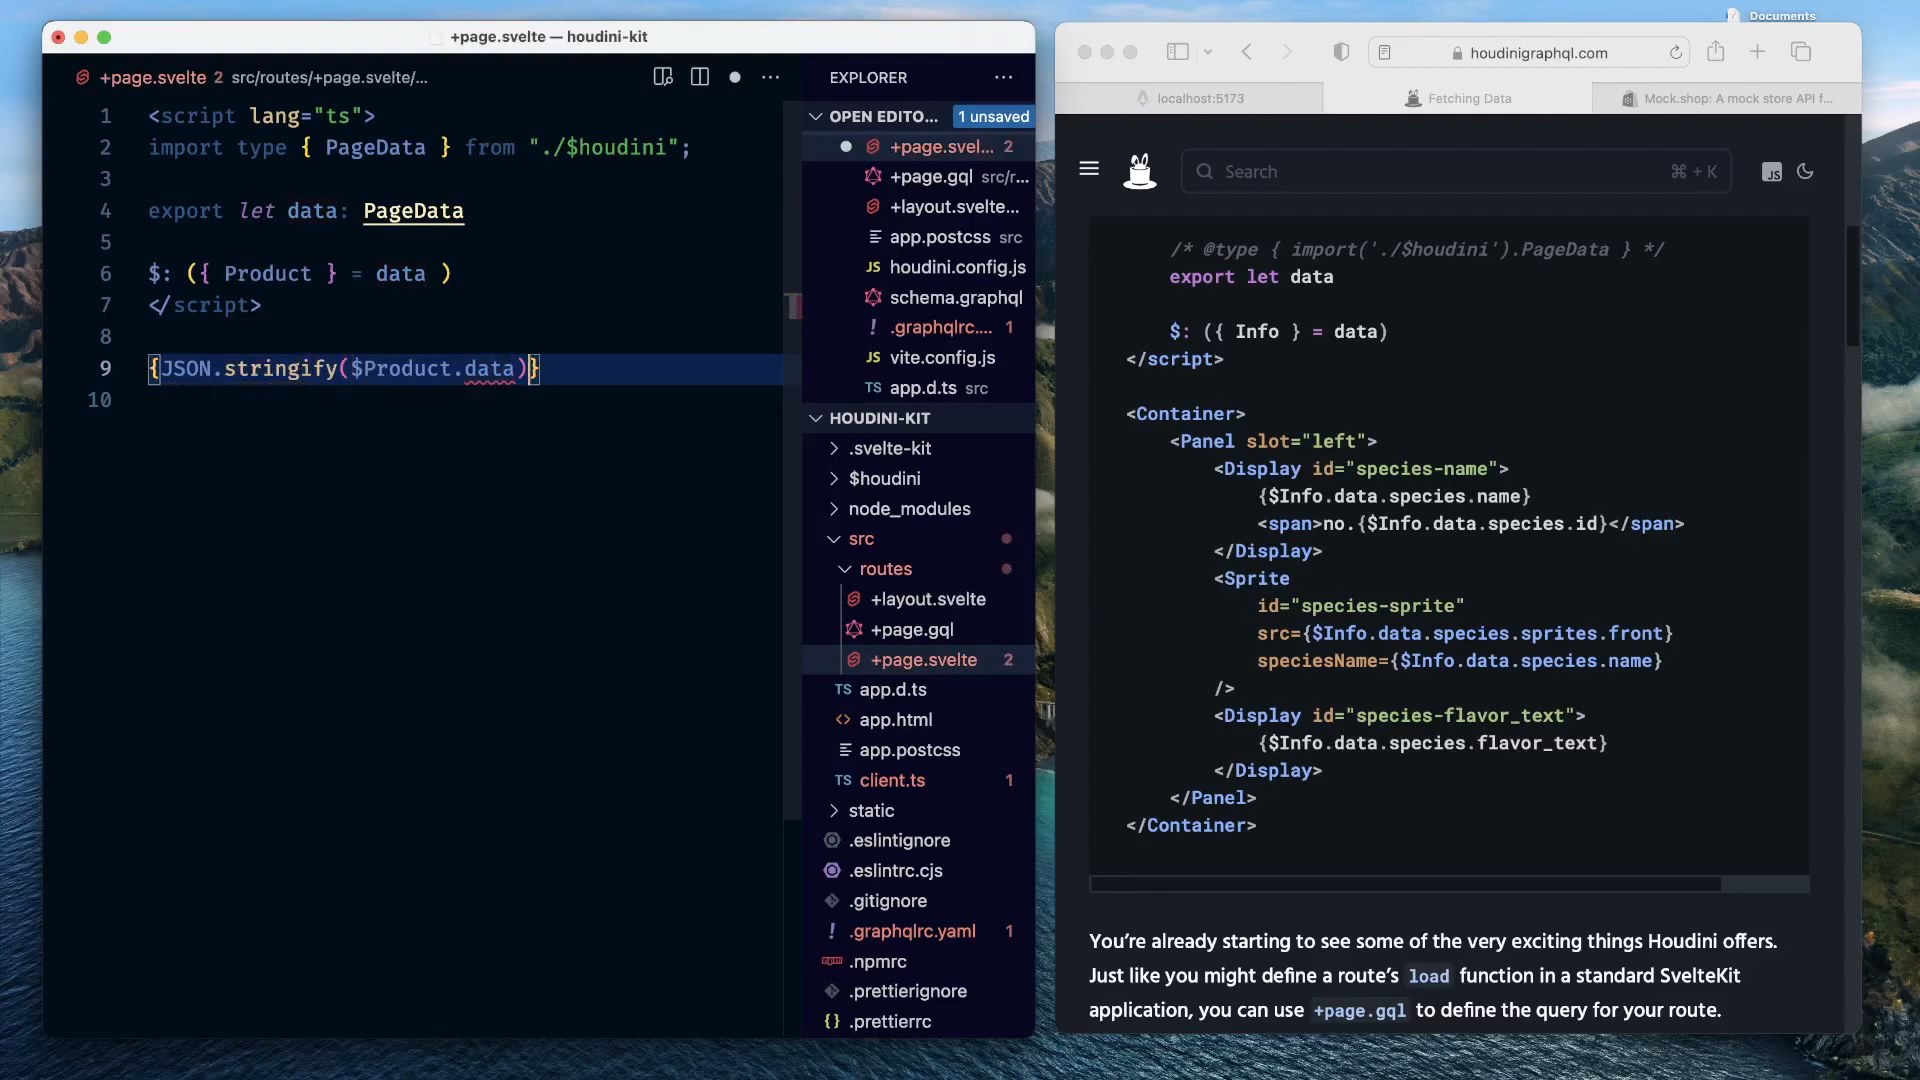 Documents
+page.svelte — houdini-kit
+page.svelte 2 src/routes/+page.svelte/...
1 <script lang="ts">
2 import type { PageData } from "./$houdini";
3
4 export let data: PageData
5
6 $: ({ Product } = data )
7 </script>
8
9 {JSON.stringify($Product.data)}
10
EXPLORER
OPEN EDITO... 1 unsaved
+page.svel... 2
+page.gql src/r...
+layout.svelte...
app.postcss src
JS houdini.config.js
schema.graphql
! .graphqlrc.... 1
JS vite.config.js
TS app.d.ts src
HOUDINI-KIT
.svelte-kit
$houdini
node_modules
src
routes
+layout.svelte
+page.gql
+page.svelte 2
TS app.d.ts
<> app.html
app.postcss
TS client.ts 1
static
.eslintignore
.eslintrc.cjs
.gitignore
! .graphqlrc.yaml 1
npm .npmrc
.prettierignore
{} .prettierrc
houdinigraphql.com
localhost:5173
Fetching Data
Mock.shop: A mock store API f...
Search ⌘ + K
JS
/* @type { import('./$houdini').PageData } */
export let data
$: ({ Info } = data)
</script>
<Container>
<Panel slot="left">
<Display id="species-name">
{$Info.data.species.name}
<span>no.{$Info.data.species.id}</span>
</Display>
<Sprite
id="species-sprite"
src={$Info.data.species.sprites.front}
speciesName={$Info.data.species.name}
/>
<Display id="species-flavor_text">
{$Info.data.species.flavor_text}
</Display>
</Panel>
</Container>
You're already starting to see some of the very exciting things Houdini offers.
Just like you might define a route's load function in a standard SvelteKit
application, you can use +page.gql to define the query for your route.